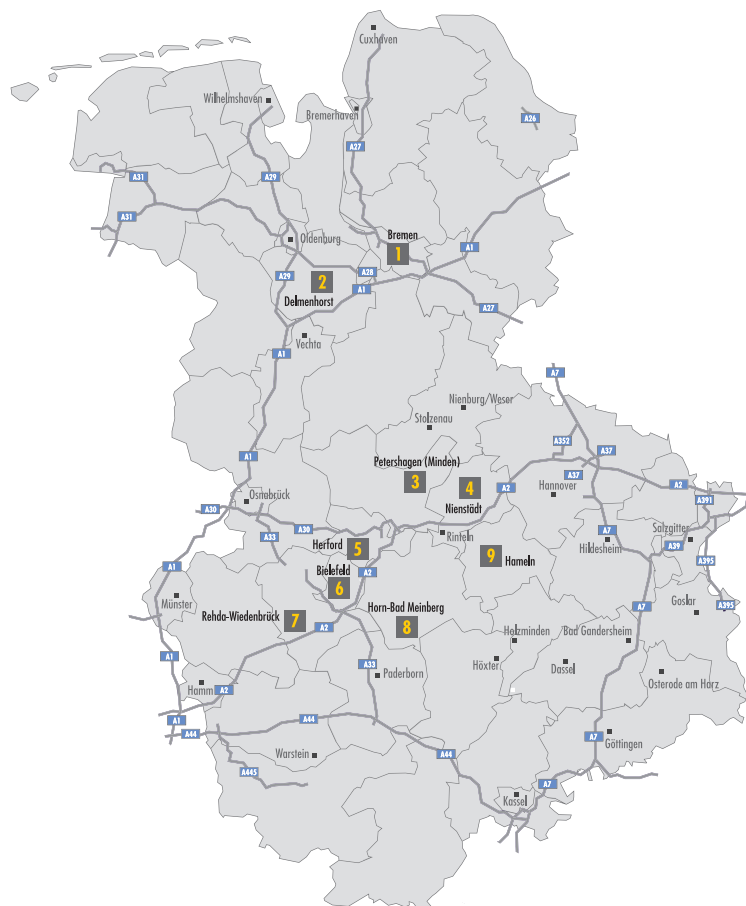 Cuxhaven
Wilhelmshaven
Bremerhaven
A26
A27
A31
A29
A31
Bremen
Oldenburg
1
A1
A29
2
A28
Delmenhorst
A1
A27
Vechta
A1
A7
Nienburg/Weser
Stolzenau
A352
A37
A1
Petershagen (Minden)
3
4
A2
A37
Hannover
A2
A391
Osnabrück
Nienstädt
A30
A30
A33
Rinteln
A7
Hildesheim
Salzgitter
A39
Herford
5
9
Hameln
A395
A1
Bielefeld
6
A2
Münster
Rehda-Wiedenbrück
7
A2
Horn-Bad Meinberg
8
A7
Goslar
A395
Holzminden
Bad Gandersheim
A1
A33
Höxter
Dassel
Paderborn
Osterode am Harz
Hamm
A2
A1
A44
A44
A7
Göttingen
Warstein
A44
A445
A7
Kassel